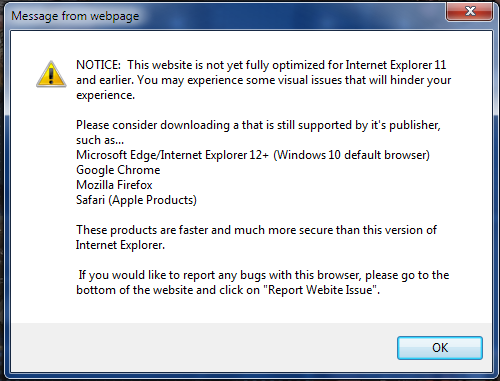 Message from webpage
NOTICE:  This website is not yet fully optimized for Internet Explorer 11
and earlier. You may experience some visual issues that will hinder your
experience.
Please consider downloading a that is still supported by it's publisher,
such as...
Microsoft Edge/Internet Explorer 12+ (Windows 10 default browser)
Google Chrome
Mozilla Firefox
Safari (Apple Products)
These products are faster and much more secure than this version of
Internet Explorer.
If you would like to report any bugs with this browser, please go to the
bottom of the website and click on "Report Webite Issue".
OK